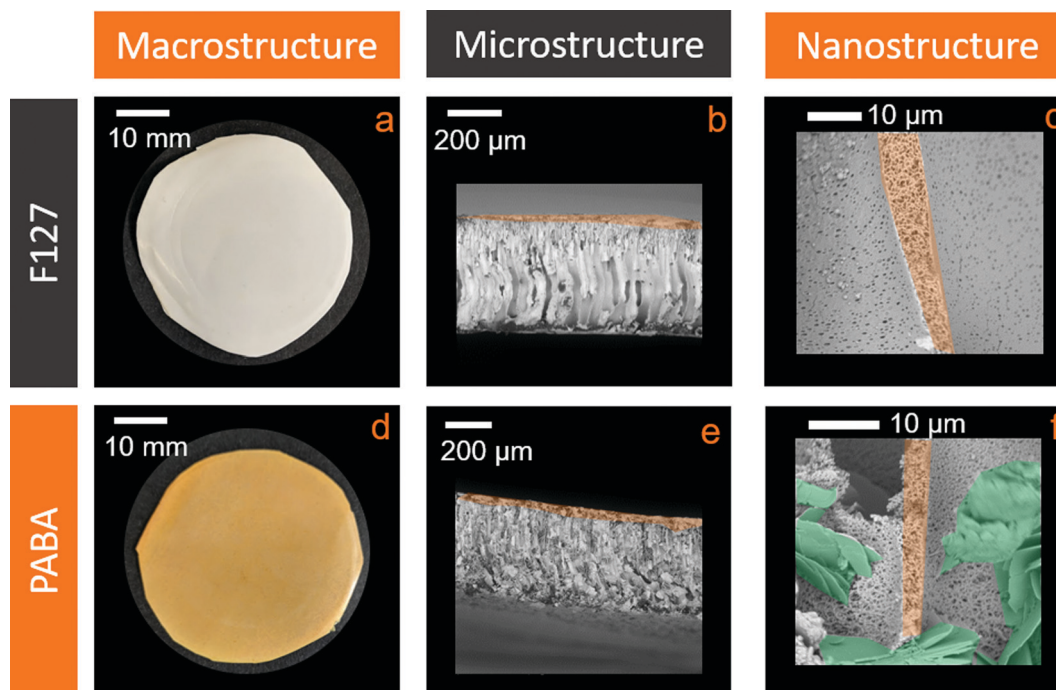 Macrostructure
Microstructure
Nanostructure
F127
10 mm
a
200 µm
b
10 µm
c
PABA
10 mm
d
200 µm
e
10 µm
f